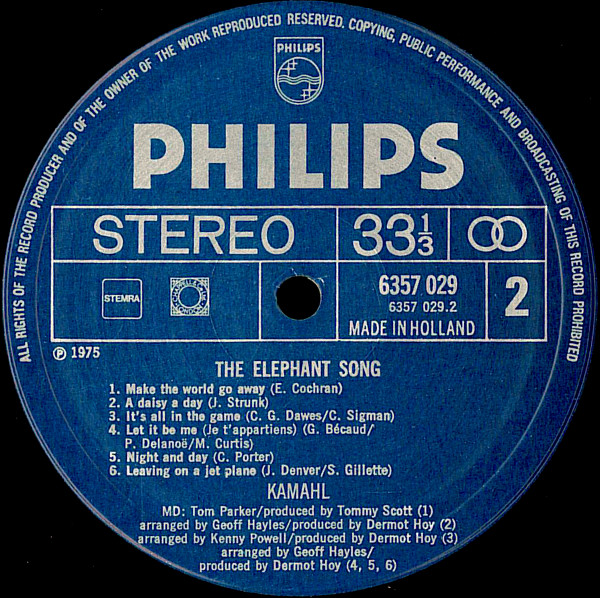 ALL RIGHTS OF THE RECORD PRODUCER AND OF THE OWNER OF THE WORK REPRODUCED RESERVED. COPYING, PUBLIC PERFORMANCE AND BROADCASTING OF THIS RECORD PROHIBITED
PHILIPS
PHILIPS
STEREO 33 1/3
STEMRA
6357 029
6357 029.2
MADE IN HOLLAND
2
℗ 1975
THE ELEPHANT SONG
1. Make the world go away (E. Cochran)
2. A daisy a day (J. Strunk)
3. It's all in the game (C. G. Dawes/C. Sigman)
4. Let it be me (Je t'appartiens) (G. Bécaud/
P. Delanoë/M. Curtis)
5. Night and day (C. Porter)
6. Leaving on a jet plane (J. Denver/S. Gillette)
KAMAHL
MD: Tom Parker/produced by Tommy Scott (1)
arranged by Geoff Hayles/produced by Dermot Hoy (2)
arranged by Kenny Powell/produced by Dermot Hoy (3)
arranged by Geoff Hayles/
produced by Dermot Hoy (4, 5, 6)